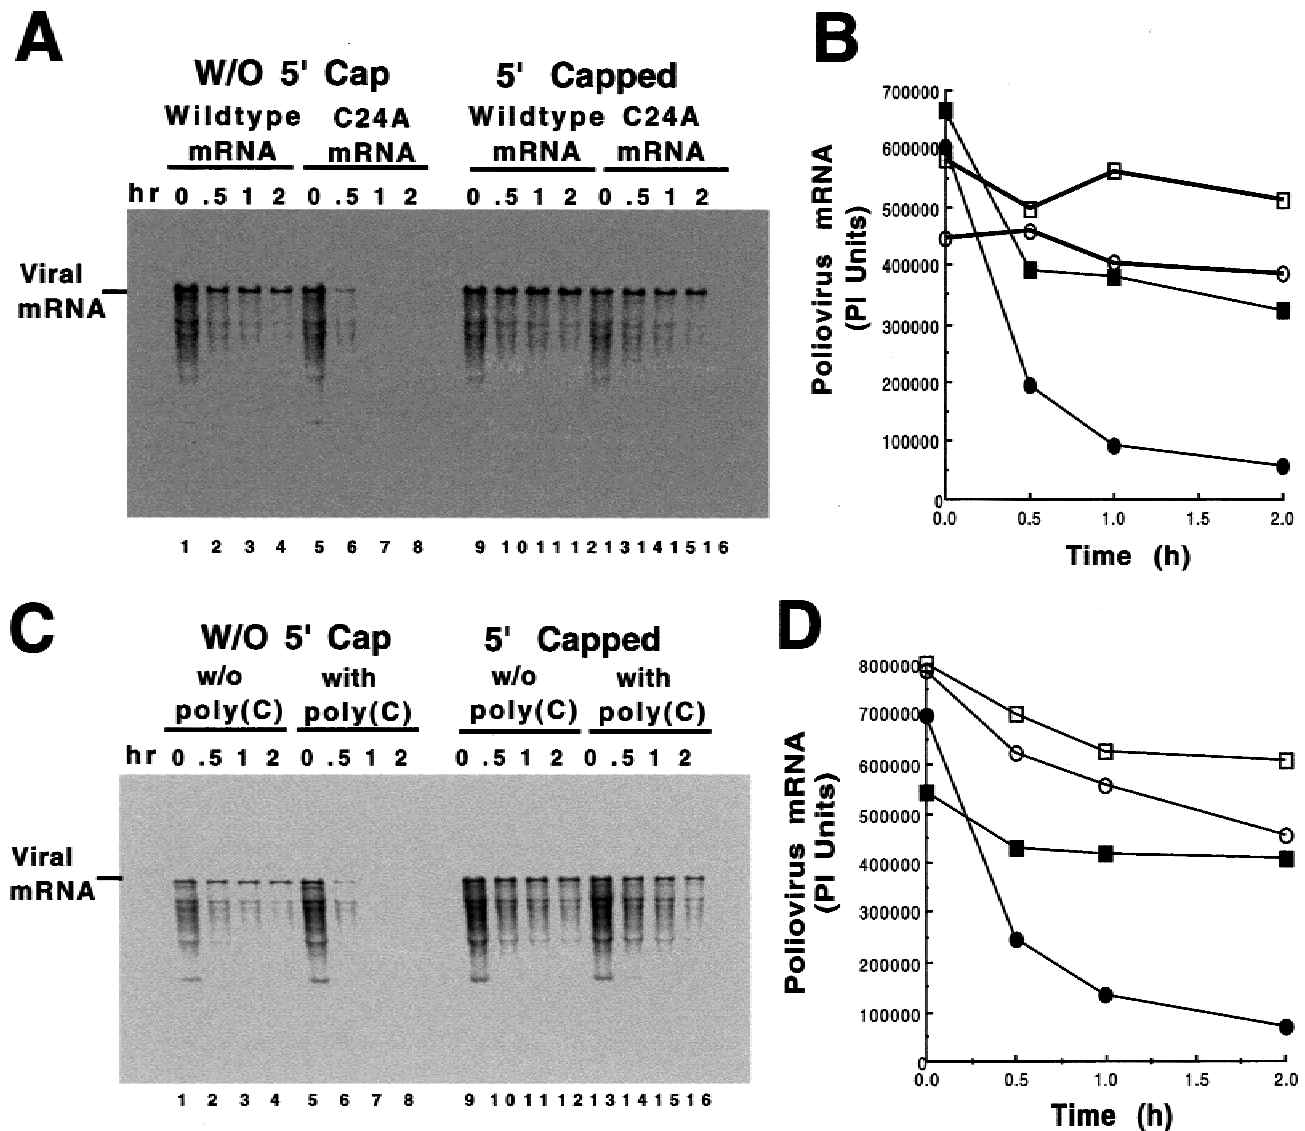 A
W/O 5' Cap
5' Capped
Wildtype mRNA
C24A mRNA
Wildtype mRNA
C24A mRNA
hr 0 .5 1 2 0 .5 1 2 0 .5 1 2 0 .5 1 2
Viral mRNA
1 2 3 4 5 6 7 8 9 10 11 12 13 14 15 16
B
Poliovirus mRNA
(PI Units)
700000
600000
500000
400000
300000
200000
100000
0
0.0 0.5 1.0 1.5 2.0
Time (h)
C
W/O 5' Cap
5' Capped
w/o poly(C)
with poly(C)
w/o poly(C)
with poly(C)
hr 0 .5 1 2 0 .5 1 2 0 .5 1 2 0 .5 1 2
Viral mRNA
1 2 3 4 5 6 7 8 9 10 11 12 13 14 15 16
D
Poliovirus mRNA
(PI Units)
800000
700000
600000
500000
400000
300000
200000
100000
0
0.0 0.5 1.0 1.5 2.0
Time (h)